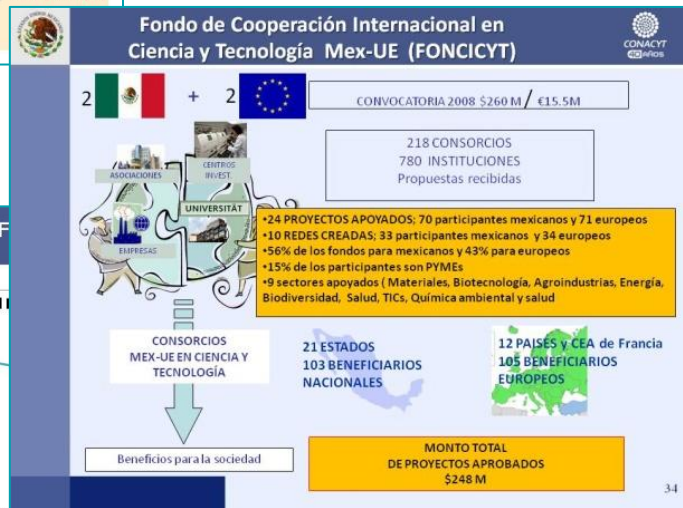 Fondo de Cooperación Internacional en
Ciencia y Tecnología Mex-UE (FONCICYT)
CONACYT
40 AÑOS
2 + 2
CONVOCATORIA 2008 $260 M / €15.5M
218 CONSORCIOS
780 INSTITUCIONES
Propuestas recibidas
ASOCIACIONES
CENTROS
INVEST.
UNIVERSITÄT
EMPRESAS
•24 PROYECTOS APOYADOS; 70 participantes mexicanos y 71 europeos
•10 REDES CREADAS; 33 participantes mexicanos y 34 europeos
•56% de los fondos para mexicanos y 43% para europeos
•15% de los participantes son PYMEs
•9 sectores apoyados ( Materiales, Biotecnología, Agroindustrias, Energía,
Biodiversidad, Salud, TICs, Química ambiental y salud
CONSORCIOS
MEX-UE EN CIENCIA Y
TECNOLOGÍA
21 ESTADOS
103 BENEFICIARIOS
NACIONALES
12 PAISES y CEA de Francia
105 BENEFICIARIOS
EUROPEOS
Beneficios para la sociedad
MONTO TOTAL
DE PROYECTOS APROBADOS
$248 M
34